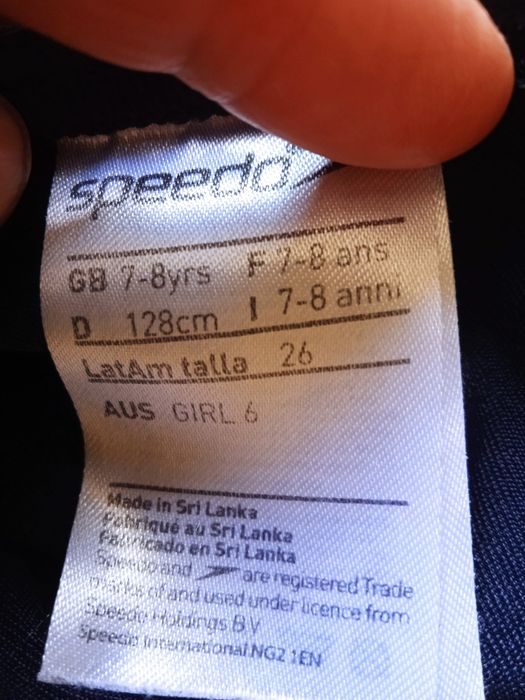 speedo
GB 7-8yrs F 7-8 ans
D 128cm I 7-8 anni
LatAm talla 26
AUS GIRL 6
Made in Sri Lanka
Fabriqué au Sri Lanka
Fabricado en Sri Lanka
Speedo and are registered Trade
marks of and used under licence from
Speedo Holdings B.V
Speedo International NG2 1EN